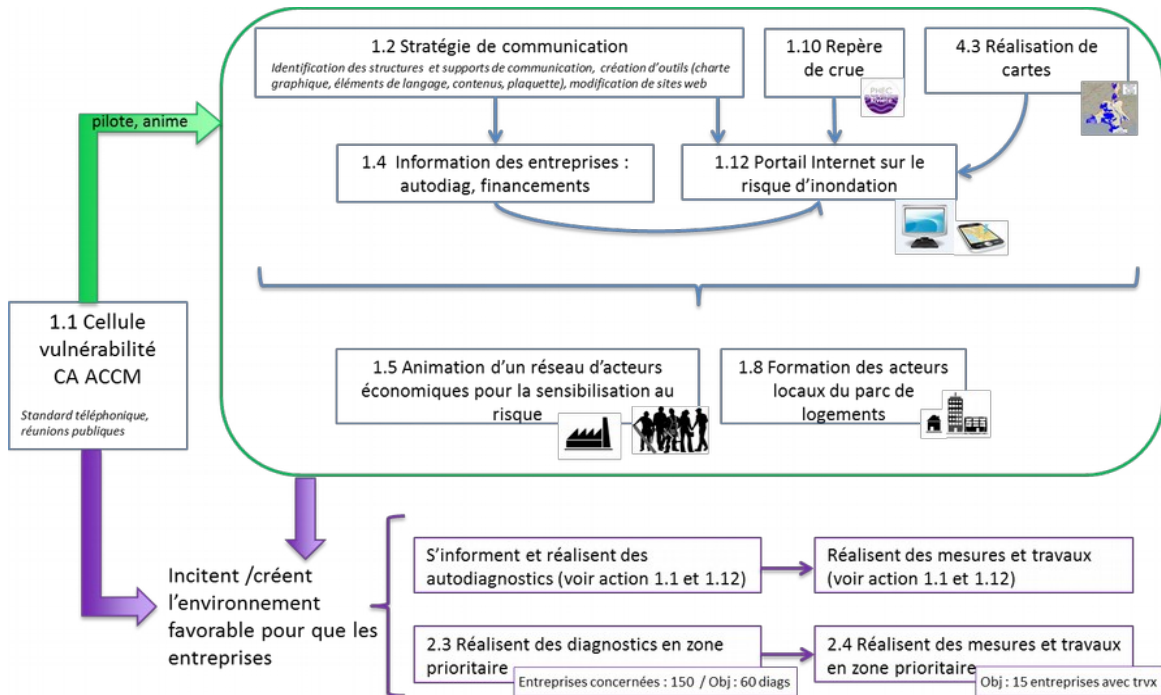 1.2 Stratégie de communication
Identification des structures et supports de communication, création d'outils (charte
graphique, éléments de langage, contenus, plaquette), modification de sites web
1.10 Repère
de crue
PHEC
4.3 Réalisation de
cartes
pilote, anime
1.4 Information des entreprises :
autodiag, financements
1.12 Portail Internet sur le
risque d'inondation
1.1 Cellule
vulnérabilité
CA ACCM
Standard téléphonique,
réunions publiques
1.5 Animation d'un réseau d'acteurs
économiques pour la sensibilisation au
risque
1.8 Formation des acteurs
locaux du parc de
logements
Incitent /créent
l'environnement
favorable pour que les
entreprises
S'informent et réalisent des
autodiagnostics (voir action 1.1 et 1.12)
Réalisent des mesures et travaux
(voir action 1.1 et 1.12)
2.3 Réalisent des diagnostics en zone
prioritaire
Entreprises concernées : 150 / Obj : 60 diags
2.4 Réalisent des mesures et travaux
en zone prioritaire
Obj : 15 entreprises avec trvx